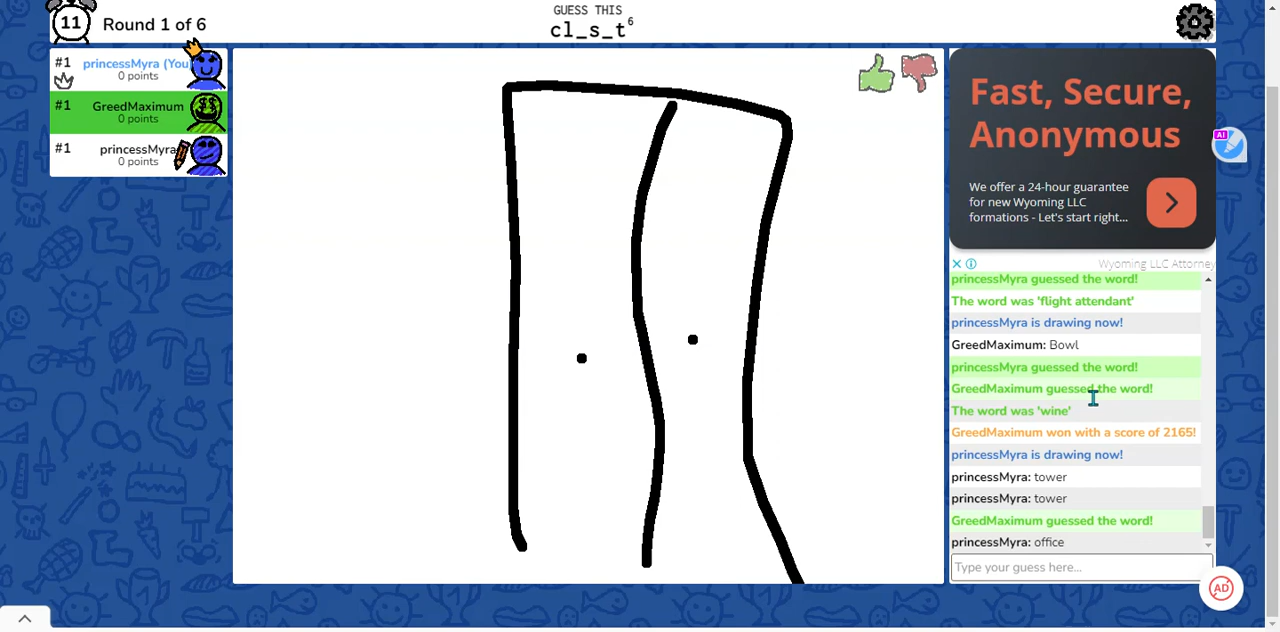 11
Round 1 of 6
GUESS THIS
cl_s_t6
#1
princessMyra (You)
0 points
#1
GreedMaximum
0 points
#1
princessMyra
0 points
Fast, Secure,
Anonymous
We offer a 24-hour guarantee
for new Wyoming LLC
formations - Let's start right...
Wyoming LLC Attorney
AI
princessMyra guessed the word!
The word was 'flight attendant'
princessMyra is drawing now!
GreedMaximum: Bowl
princessMyra guessed the word!
GreedMaximum guessed the word!
The word was 'wine'
GreedMaximum won with a score of 2165!
princessMyra is drawing now!
princessMyra: tower
princessMyra: tower
GreedMaximum guessed the word!
princessMyra: office
Type your guess here...
AD